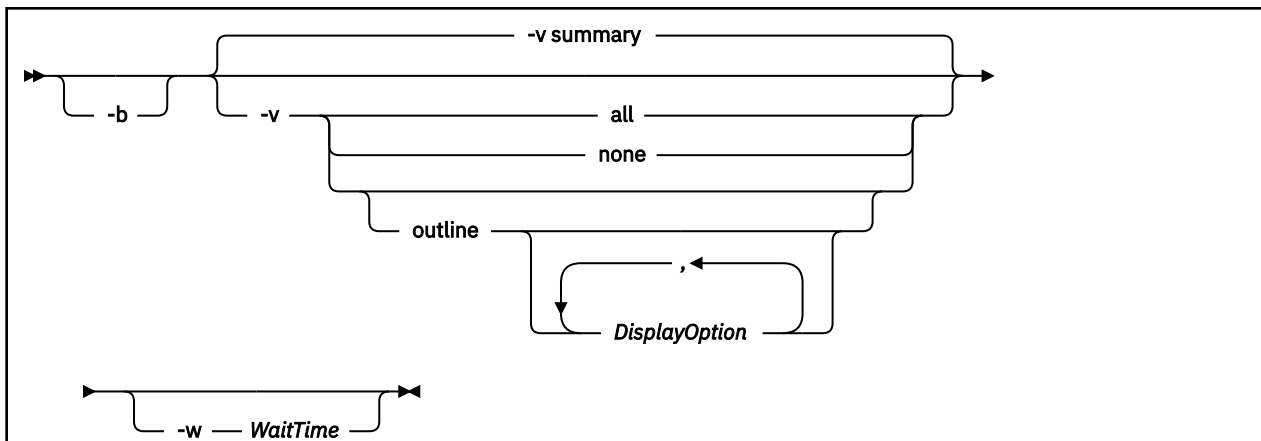 -v summary
-b
-v
all
none
outline
,
DisplayOption
-w
WaitTime